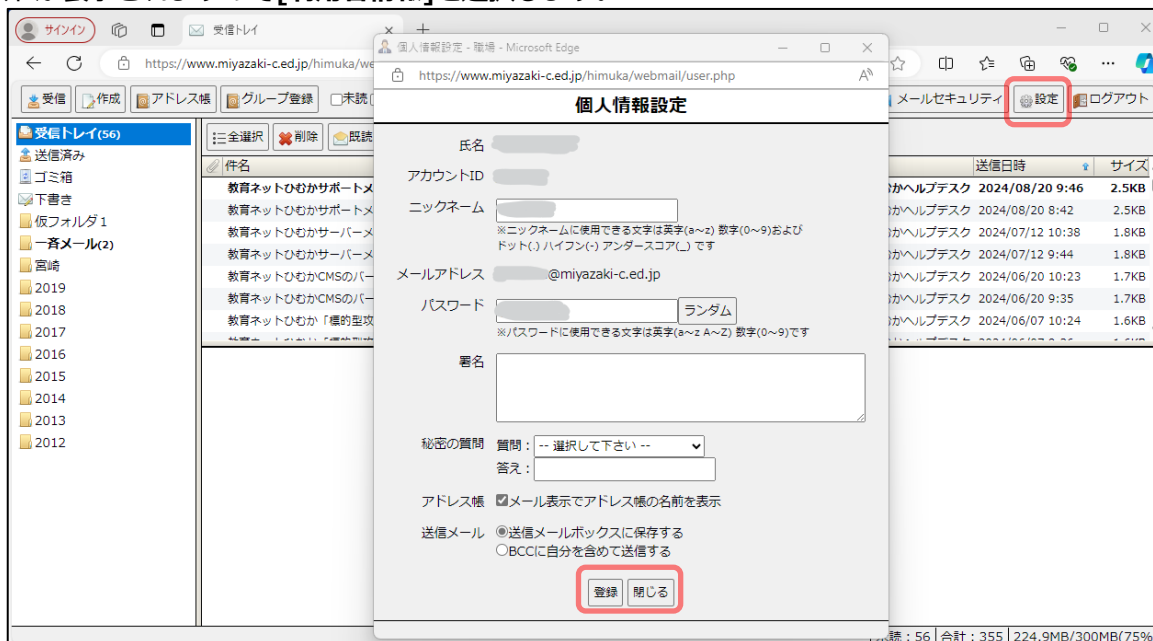 サインイン
受信トレイ
個人情報設定 - 職場 - Microsoft Edge
https://www.miyazaki-c.ed.jp/himuka/we
https://www.miyazaki-c.ed.jp/himuka/webmail/user.php
受信 作成 アドレス帳 グループ登録 未読
メールセキュリティ 設定 ログアウト
個人情報設定
受信トレイ(56)
送信済み
ゴミ箱
下書き
仮フォルダ1
一斉メール(2)
宮崎
2019
2018
2017
2016
2015
2014
2013
2012
全選択 削除 既読
件名
送信日時 サイズ
教育ネットひむかサポートメ
かヘルプデスク 2024/08/20 9:46 2.5KB
教育ネットひむかサポートメ
かヘルプデスク 2024/08/20 8:42 2.5KB
教育ネットひむかサーバーメ
かヘルプデスク 2024/07/12 10:38 1.8KB
教育ネットひむかサーバーメ
かヘルプデスク 2024/07/12 9:44 1.8KB
教育ネットひむかCMSのバー
かヘルプデスク 2024/06/20 10:23 1.7KB
教育ネットひむかCMSのバー
かヘルプデスク 2024/06/20 9:35 1.7KB
教育ネットひむか「標的型攻
かヘルプデスク 2024/06/07 10:24 1.6KB
氏名
アカウントID
ニックネーム
※ニックネームに使用できる文字は英字(a～z) 数字(0～9)および
ドット(.) ハイフン(-) アンダースコア(_) です
メールアドレス @miyazaki-c.ed.jp
パスワード ランダム
※パスワードに使用できる文字は英字(a～z A～Z) 数字(0～9)です
署名
秘密の質問 質問： -- 選択して下さい --
答え：
アドレス帳 メール表示でアドレス帳の名前を表示
送信メール 送信メールボックスに保存する
BCCに自分を含めて送信する
登録 閉じる
未読：56 合計：355 224.9MB/300MB(75%